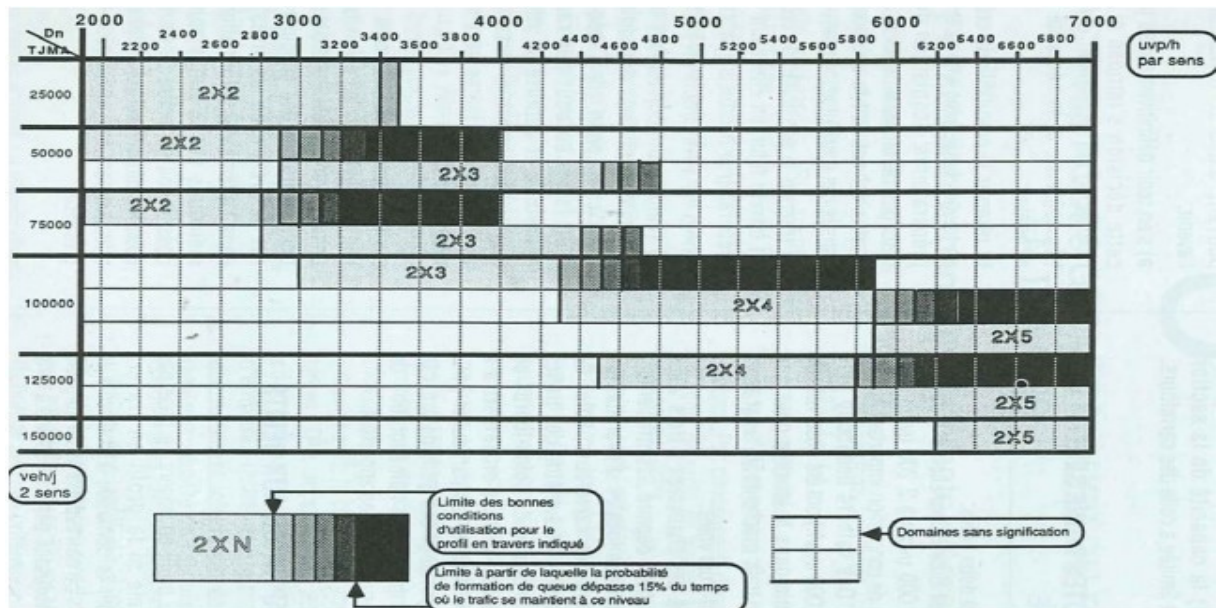 2000 3000 4000 5000 6000 7000
Dn
TJMA
2200 2400 2600 2800 3200 3400 3500 3600 3800 4200 4400 4600 4800 5200 5400 5600 5800 6200 6400 6600 6800
uvp/h
par sens
25000
2X2
50000
2X2
2X3
75000
2X2
2X3
100000
2X3
2X4
2X5
125000
2X4
2X5
150000
2X5
veh/j
2 sens
2XN
Limite des bonnes
conditions
d'utilisation pour le
profil en travers indiqué
Limite à partir de laquelle la probabilité
de formation de queue dépasse 15% du temps
où le trafic se maintient à ce niveau
Domaines sans signification